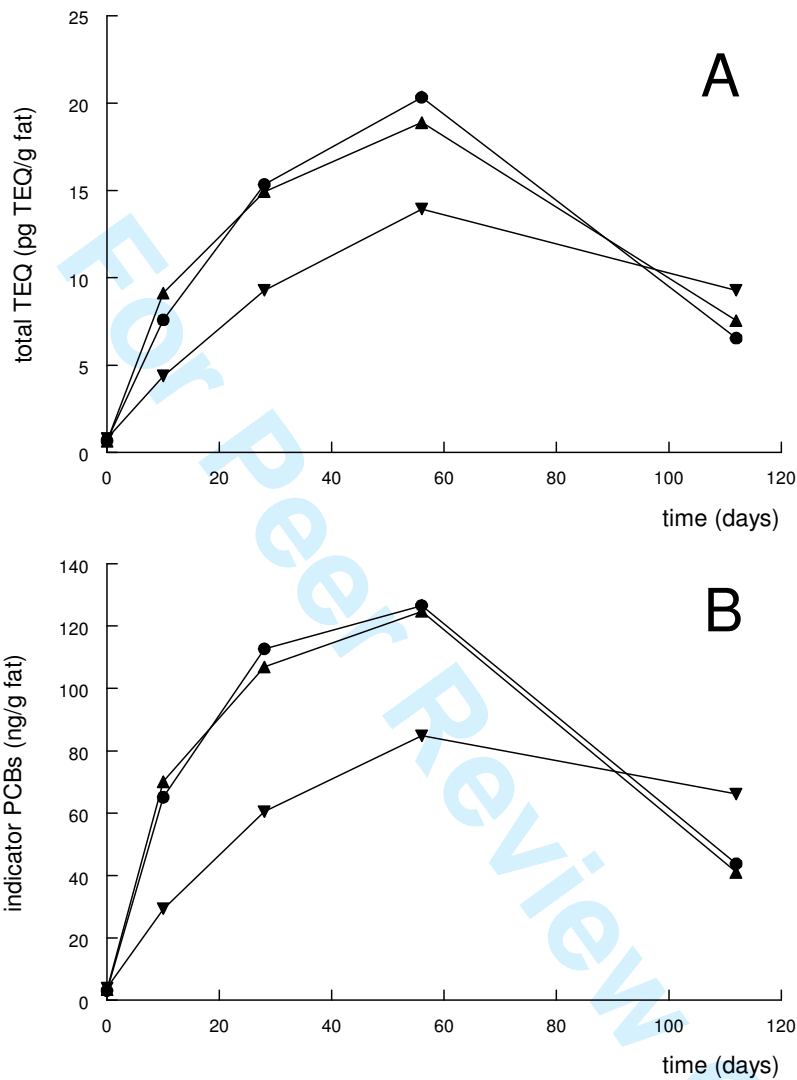 25
20
15
10
5
0
total TEQ (pg TEQ/g fat)
A
0 20 40 60 80 100 120
time (days)
140
120
100
80
60
40
20
0
indicator PCBs (ng/g fat)
B
0 20 40 60 80 100 120
time (days)
For Peer Review